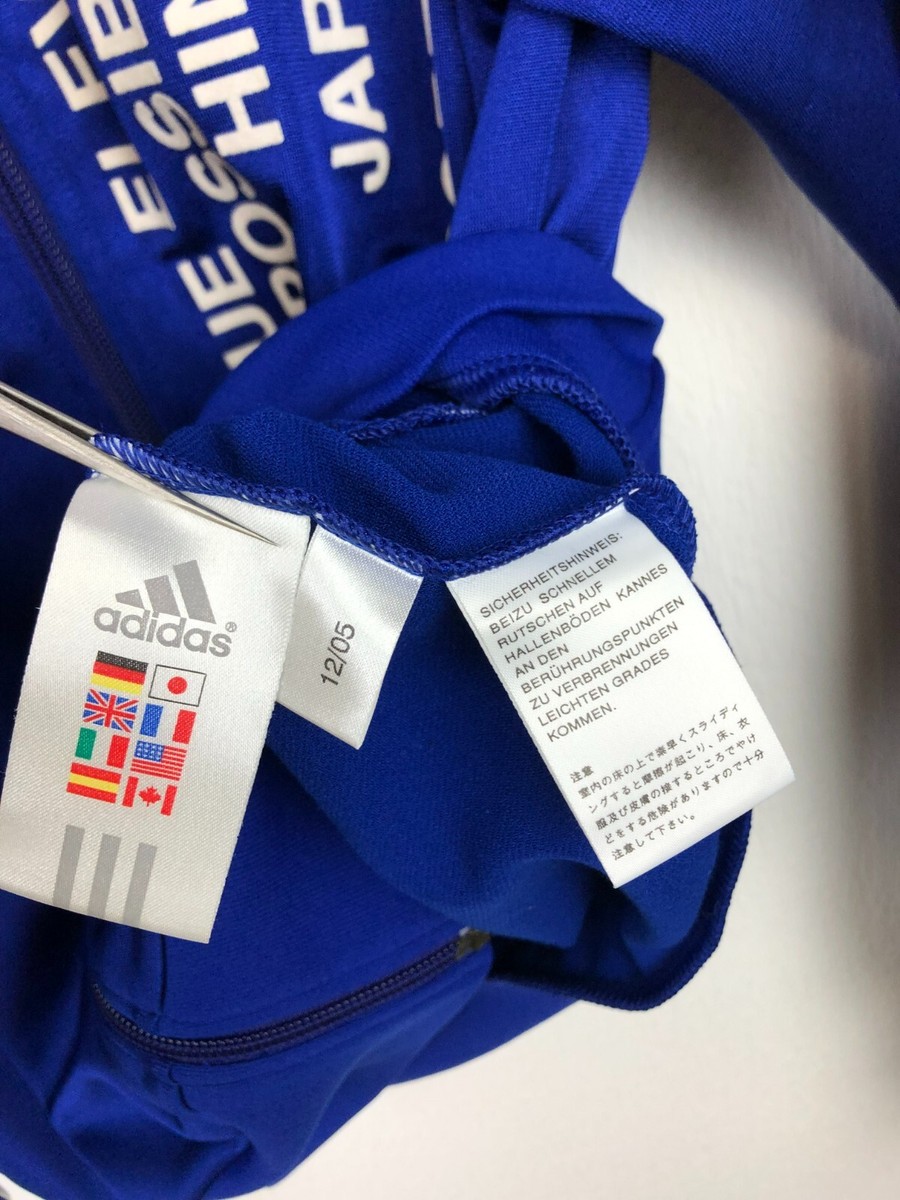 JAP
adidas®
12/05
SICHERHEITSHINWEIS:
BEIZU SCHNELLEM
RUTSCHEN AUF
HALLENBÖDEN KANNES
AN DEN
BERÜHRUNGSPUNKTEN
ZU VERBRENNUNGEN
LEICHTEN GRADES
KOMMEN.
注意
室内の床の上で素早くスライディ
ングすると摩擦が起こり、床、衣
服及び皮膚の接するところでやけ
どをする危険がありますので十分
注意して下さい。